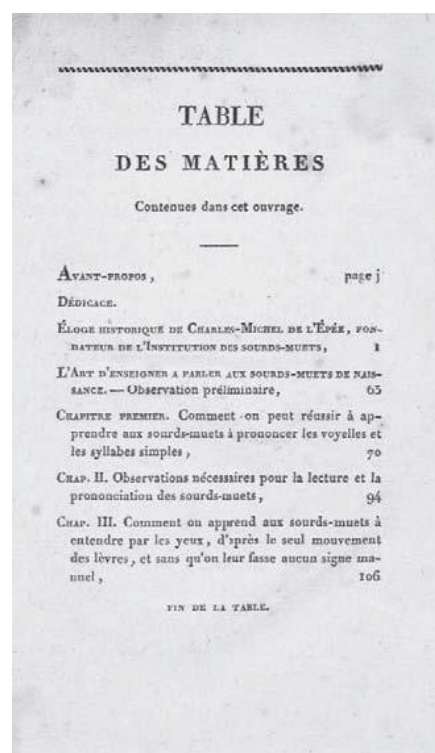 TABLE
DES MATIÈRES
Contenues dans cet ouvrage.
AVANT-PROPOS, page j
DÉDICACE.
ÉLOGE HISTORIQUE DE CHARLES-MICHEL DE L'ÉPÉE, FON-
DATEUR DE L'INSTITUTION DES SOURDS-MUETS, 1
L'ART D'ENSEIGNER A PARLER AUX SOURDS-MUETS DE NAIS-
SANCE. — Observation préliminaire, 63
CHAPITRE PREMIER. Comment on peut réussir à ap-
prendre aux sourds-muets à prononcer les voyelles et
les syllabes simples, 70
CHAP. II. Observations nécessaires pour la lecture et la
prononciation des sourds-muets, 94
CHAP. III. Comment on apprend aux sourds-muets à
entendre par les yeux, d'après le seul mouvement
des lèvres, et sans qu'on leur fasse aucun signe ma-
nuel, 106
FIN DE LA TABLE.